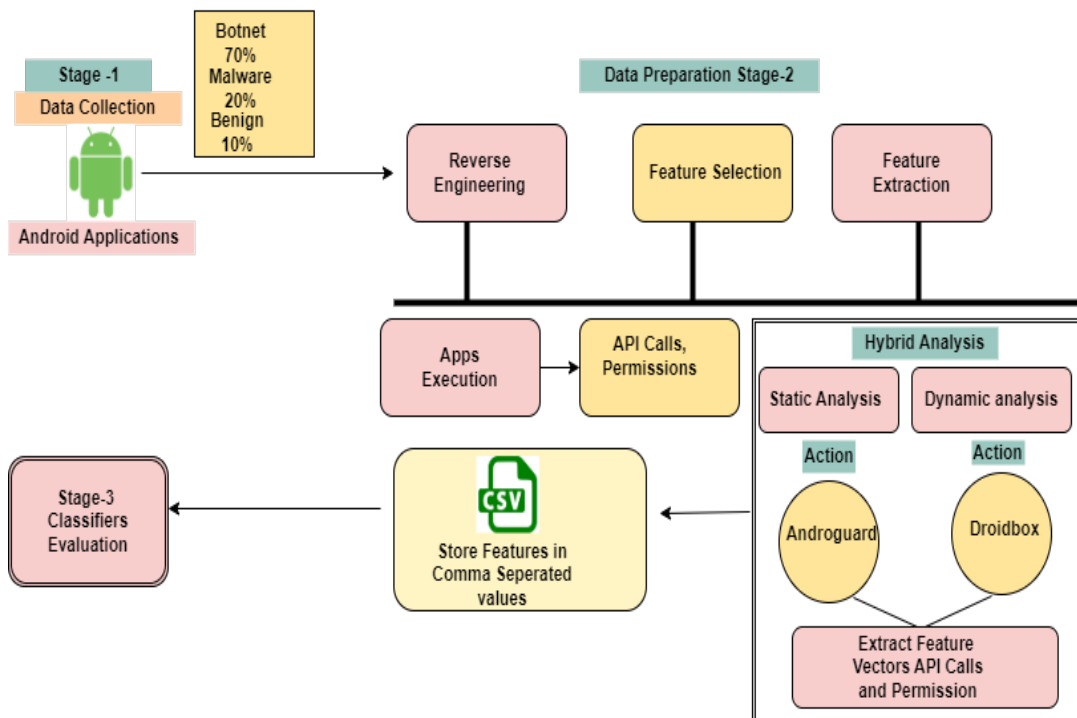 Stage -1
Data Collection
Android Applications
Botnet
70%
Malware
20%
Benign
10%
Data Preparation Stage-2
Reverse
Engineering
Feature Selection
Feature
Extraction
Apps
Execution
API Calls,
Permissions
Hybrid Analysis
Static Analysis
Dynamic analysis
Action
Action
Androguard
Droidbox
Extract Feature
Vectors API Calls
and Permission
CSV
Store Features in
Comma Seperated
values
Stage-3
Classifiers
Evaluation